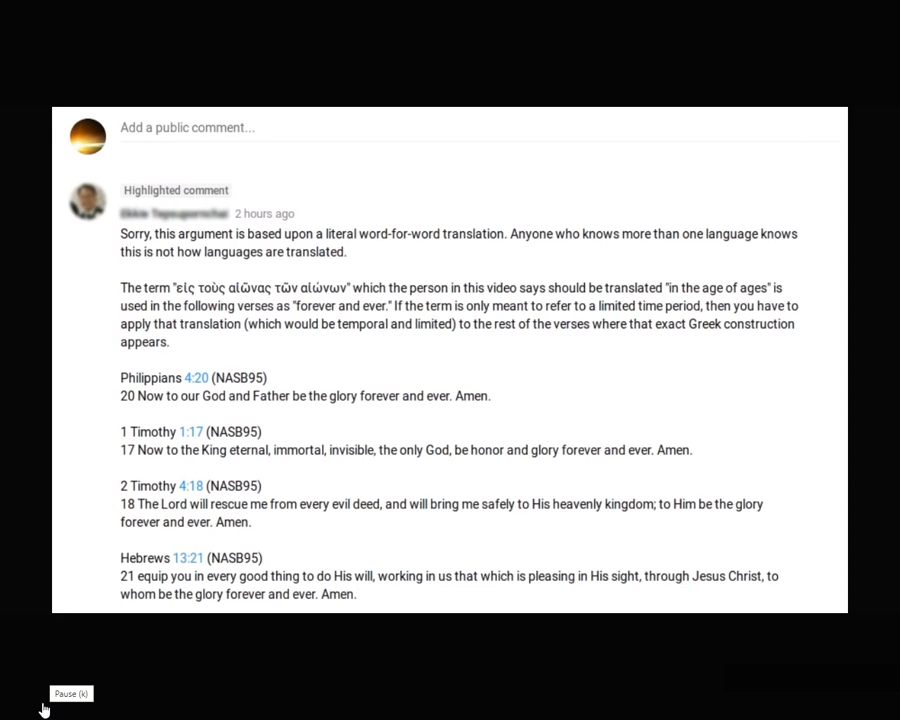 Add a public comment...
Highlighted comment
2 hours ago
Sorry, this argument is based upon a literal word-for-word translation. Anyone who knows more than one language knows
this is not how languages are translated.
The term "εἰς τοὺς αἰῶνας τῶν αἰώνων" which the person in this video says should be translated "in the age of ages" is
used in the following verses as "forever and ever." If the term is only meant to refer to a limited time period, then you have to
apply that translation (which would be temporal and limited) to the rest of the verses where that exact Greek construction
appears.
Philippians 4:20 (NASB95)
20 Now to our God and Father be the glory forever and ever. Amen.
1 Timothy 1:17 (NASB95)
17 Now to the King eternal, immortal, invisible, the only God, be honor and glory forever and ever. Amen.
2 Timothy 4:18 (NASB95)
18 The Lord will rescue me from every evil deed, and will bring me safely to His heavenly kingdom; to Him be the glory
forever and ever. Amen.
Hebrews 13:21 (NASB95)
21 equip you in every good thing to do His will, working in us that which is pleasing in His sight, through Jesus Christ, to
whom be the glory forever and ever. Amen.
Pause (k)